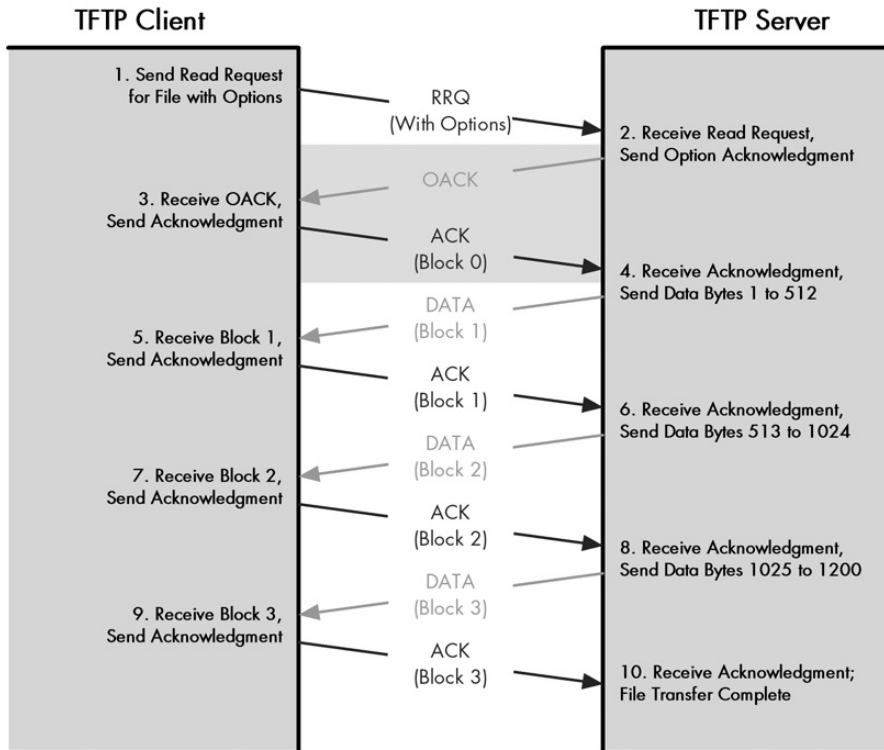 TFTP Client
TFTP Server
1. Send Read Request
for File with Options
RRQ
(With Options)
2. Receive Read Request,
Send Option Acknowledgment
OACK
3. Receive OACK,
Send Acknowledgment
ACK
(Block 0)
4. Receive Acknowledgment,
Send Data Bytes 1 to 512
DATA
(Block 1)
5. Receive Block 1,
Send Acknowledgment
ACK
(Block 1)
6. Receive Acknowledgment,
Send Data Bytes 513 to 1024
DATA
(Block 2)
7. Receive Block 2,
Send Acknowledgment
ACK
(Block 2)
8. Receive Acknowledgment,
Send Data Bytes 1025 to 1200
DATA
(Block 3)
9. Receive Block 3,
Send Acknowledgment
ACK
(Block 3)
10. Receive Acknowledgment;
File Transfer Complete